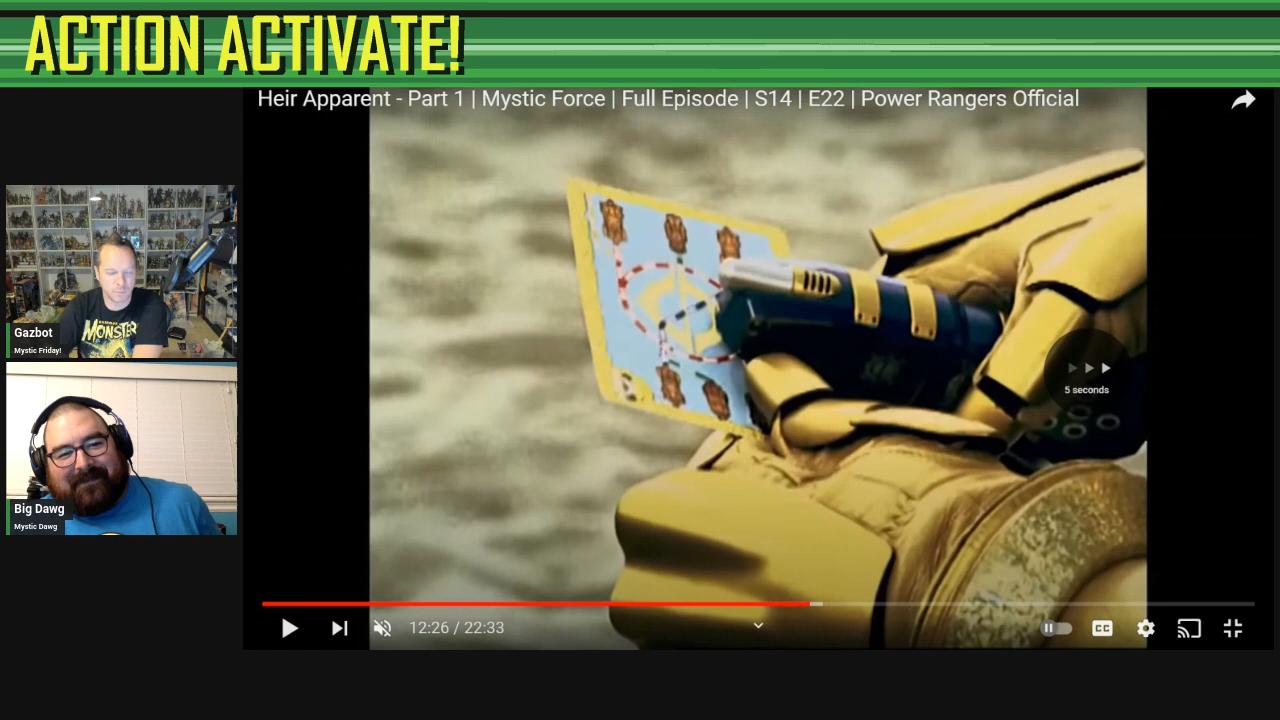 ACTION ACTIVATE!
Heir Apparent - Part 1 | Mystic Force | Full Episode | S14 | E22 | Power Rangers Official
MONSTER
Gazbot
Mystic Friday!
5 seconds
Big Dawg
Mystic Dawg
12:26 / 22:33
CC